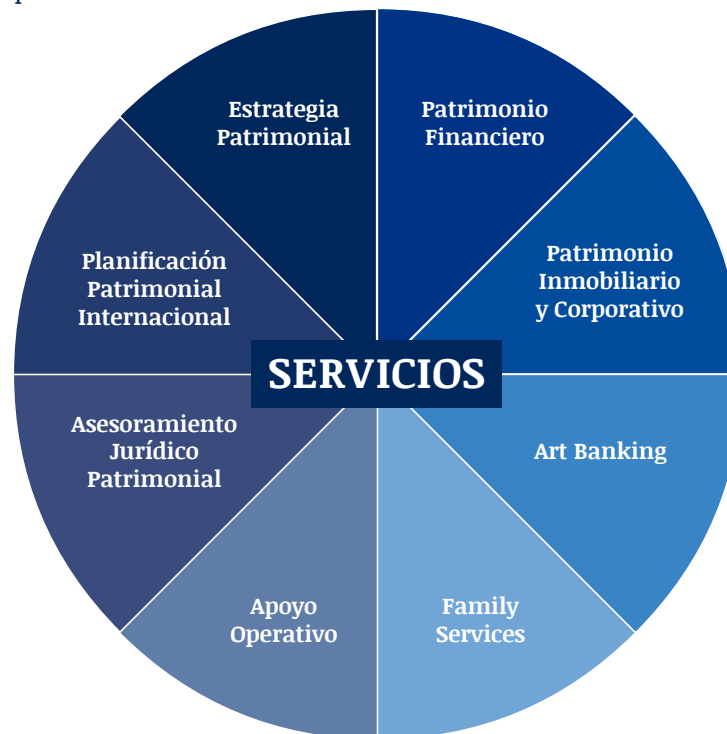 Estrategia
Patrimonial
Patrimonio
Financiero
Patrimonio
Inmobiliario
y Corporativo
Planificación
Patrimonial
Internacional
SERVICIOS
Asesoramiento
Jurídico
Patrimonial
Art Banking
Apoyo
Operativo
Family
Services